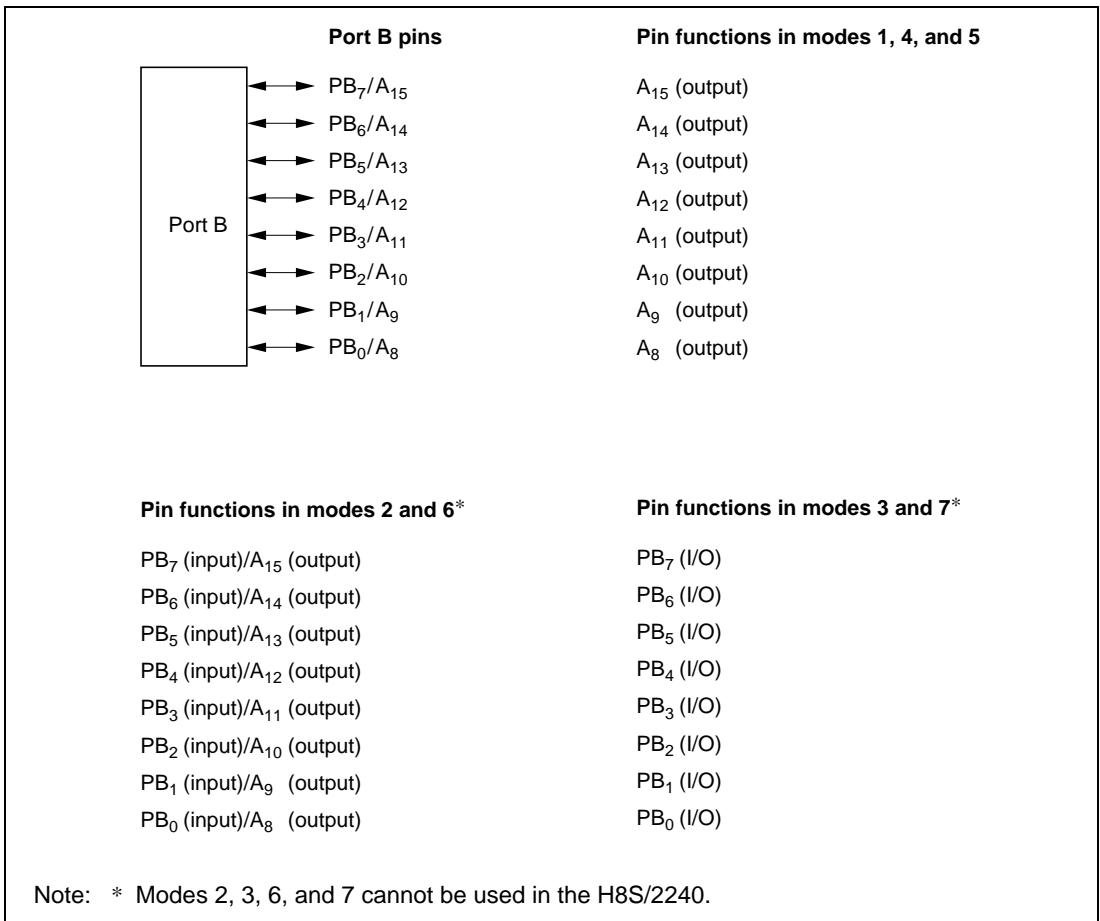 Port B pins Pin functions in modes 1, 4, and 5
PB₇/A₁₅ A₁₅ (output)
PB₆/A₁₄ A₁₄ (output)
PB₅/A₁₃ A₁₃ (output)
PB₄/A₁₂ A₁₂ (output)
Port B
PB₃/A₁₁ A₁₁ (output)
PB₂/A₁₀ A₁₀ (output)
PB₁/A₉ A₉ (output)
PB₀/A₈ A₈ (output)
Pin functions in modes 2 and 6*
PB₇ (input)/A₁₅ (output)
PB₆ (input)/A₁₄ (output)
PB₅ (input)/A₁₃ (output)
PB₄ (input)/A₁₂ (output)
PB₃ (input)/A₁₁ (output)
PB₂ (input)/A₁₀ (output)
PB₁ (input)/A₉ (output)
PB₀ (input)/A₈ (output)
Pin functions in modes 3 and 7*
PB₇ (I/O)
PB₆ (I/O)
PB₅ (I/O)
PB₄ (I/O)
PB₃ (I/O)
PB₂ (I/O)
PB₁ (I/O)
PB₀ (I/O)
Note: * Modes 2, 3, 6, and 7 cannot be used in the H8S/2240.